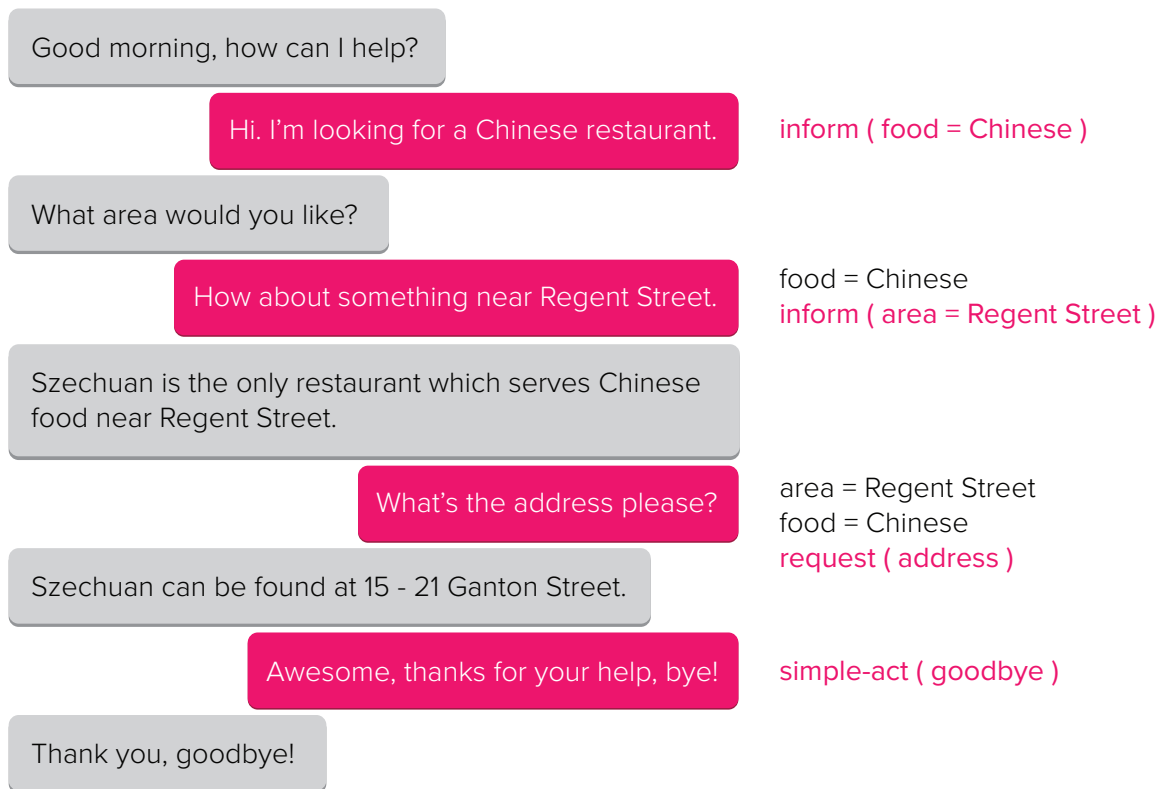 Good morning, how can I help?
Hi. I’m looking for a Chinese restaurant.
inform ( food = Chinese )
What area would you like?
How about something near Regent Street.
food = Chinese
inform ( area = Regent Street )
Szechuan is the only restaurant which serves Chinese
food near Regent Street.
What’s the address please?
area = Regent Street
food = Chinese
request ( address )
Szechuan can be found at 15 - 21 Ganton Street.
Awesome, thanks for your help, bye!
simple-act ( goodbye )
Thank you, goodbye!